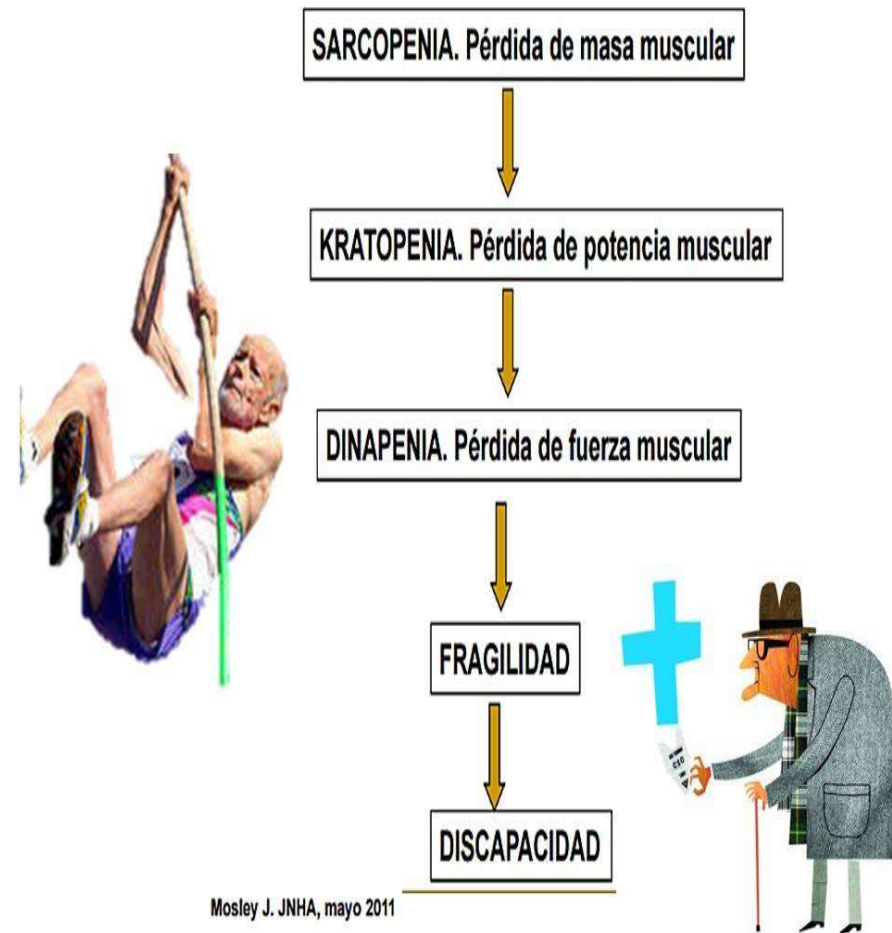 SARCOPENIA. Pérdida de masa muscular
KRATOPENIA. Pérdida de potencia muscular
DINAPENIA. Pérdida de fuerza muscular
FRAGILIDAD
DISCAPACIDAD
Mosley J. JNHA, mayo 2011